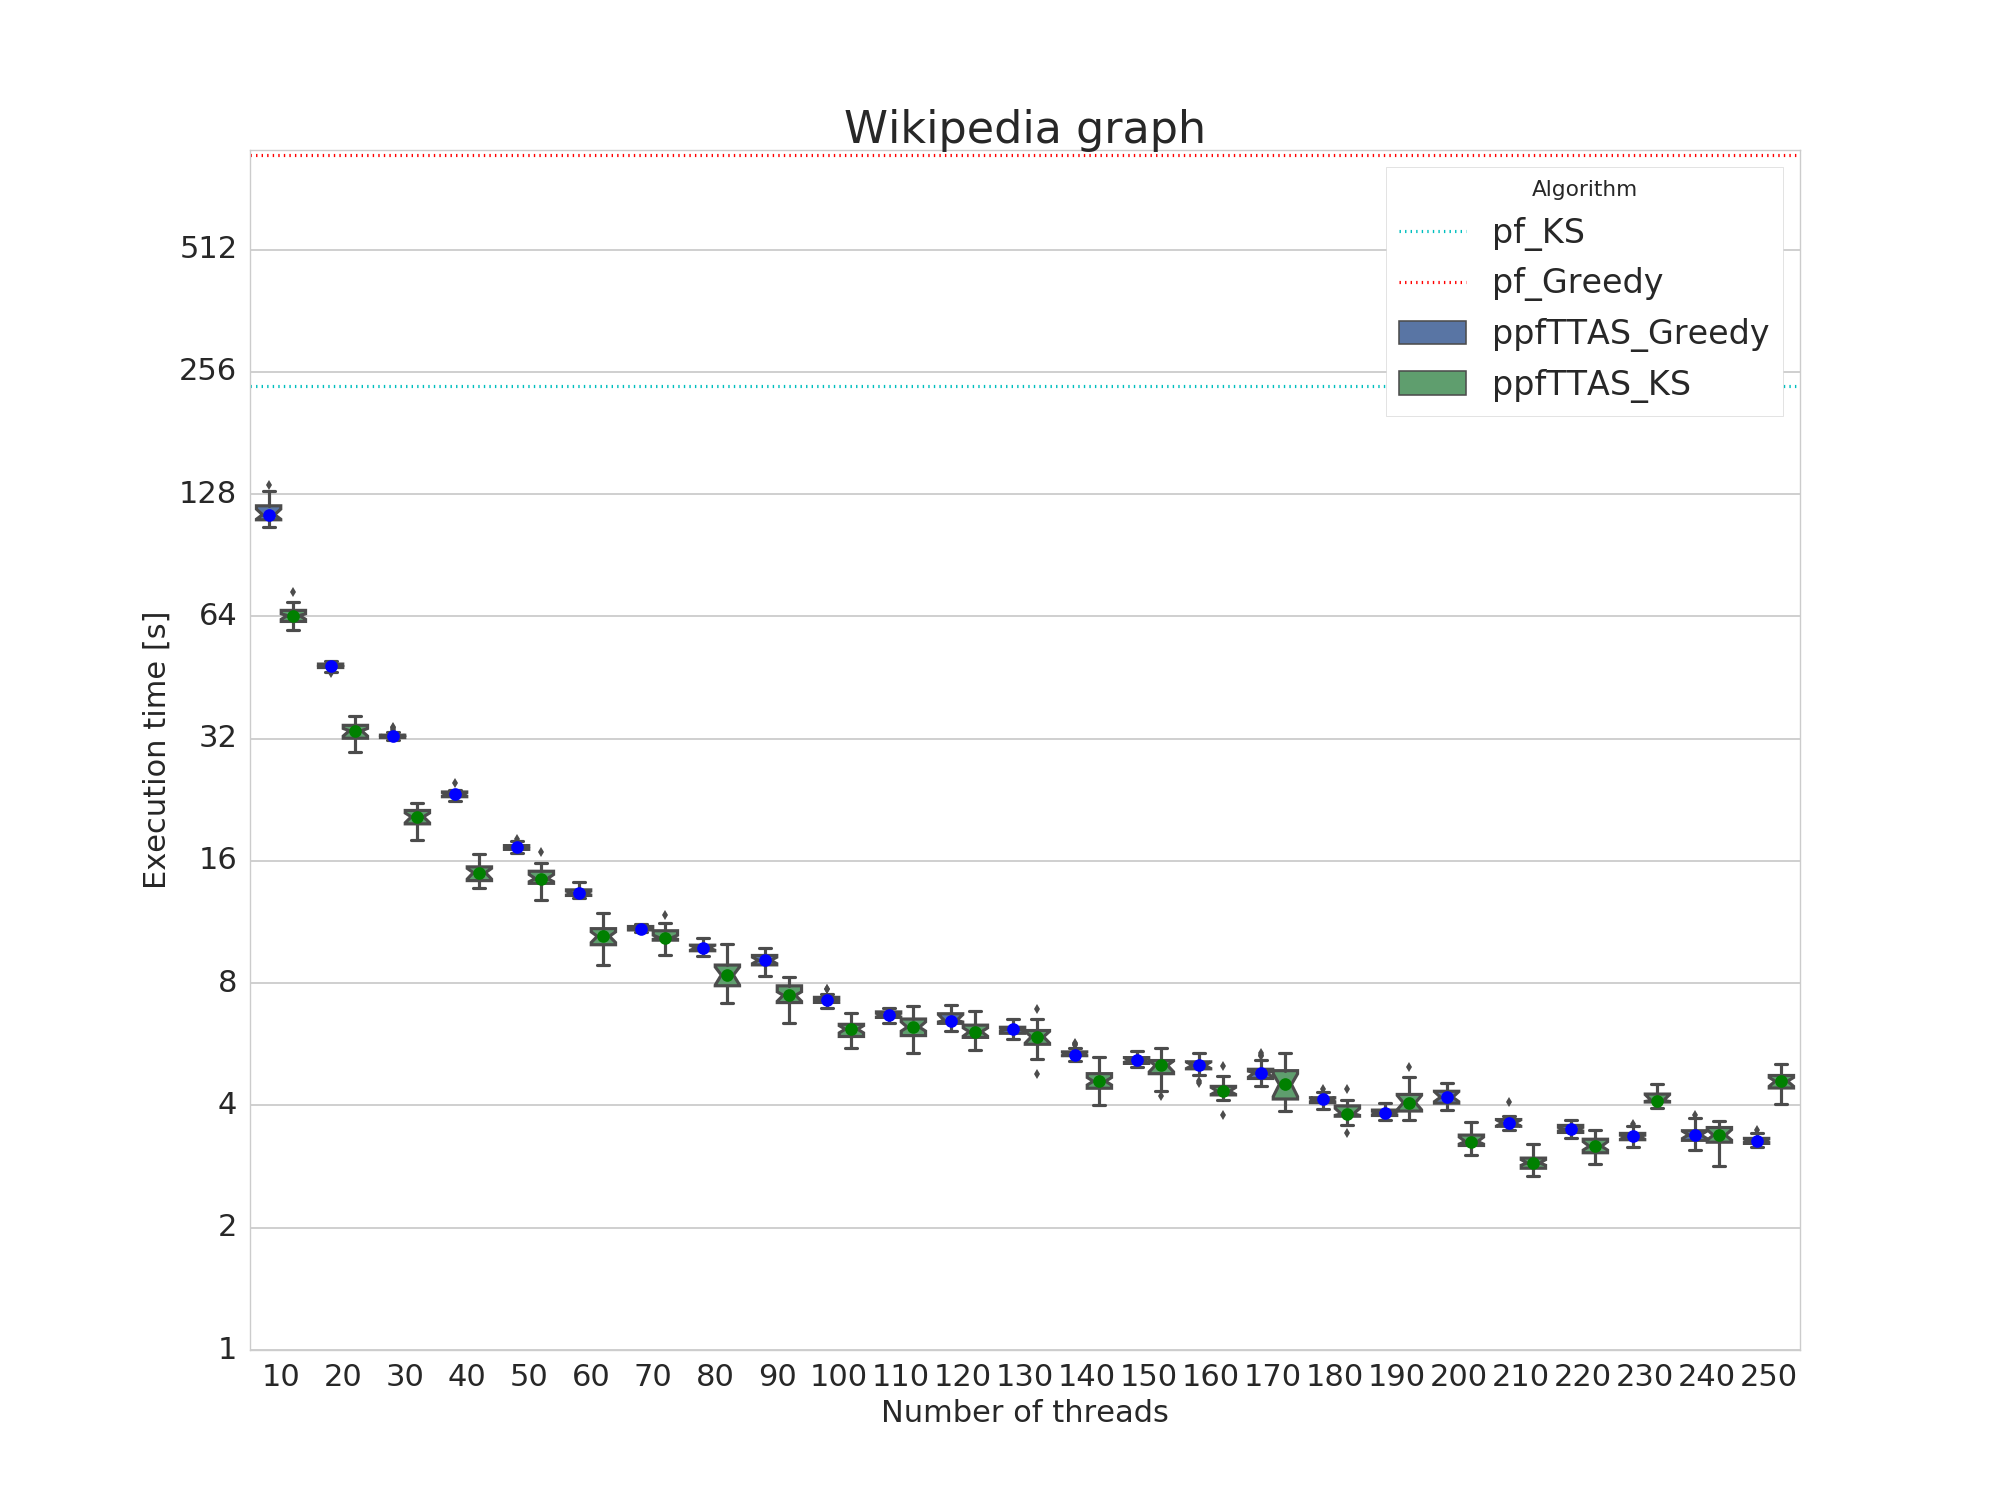 Wikipedia graph
Algorithm
pf_KS
pf_Greedy
ppfTTAS_Greedy
ppfTTAS_KS
512
256
128
64
32
16
8
4
2
1
Execution time [s]
10 20 30 40 50 60 70 80 90 100 110 120 130 140 150 160 170 180 190 200 210 220 230 240 250
Number of threads